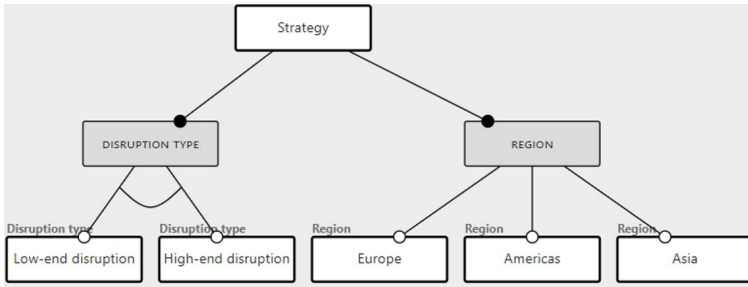 Strategy
DISRUPTION TYPE
REGION
Disruption type
Disruption type
Region
Region
Region
Low-end disruption
High-end disruption
Europe
Americas
Asia